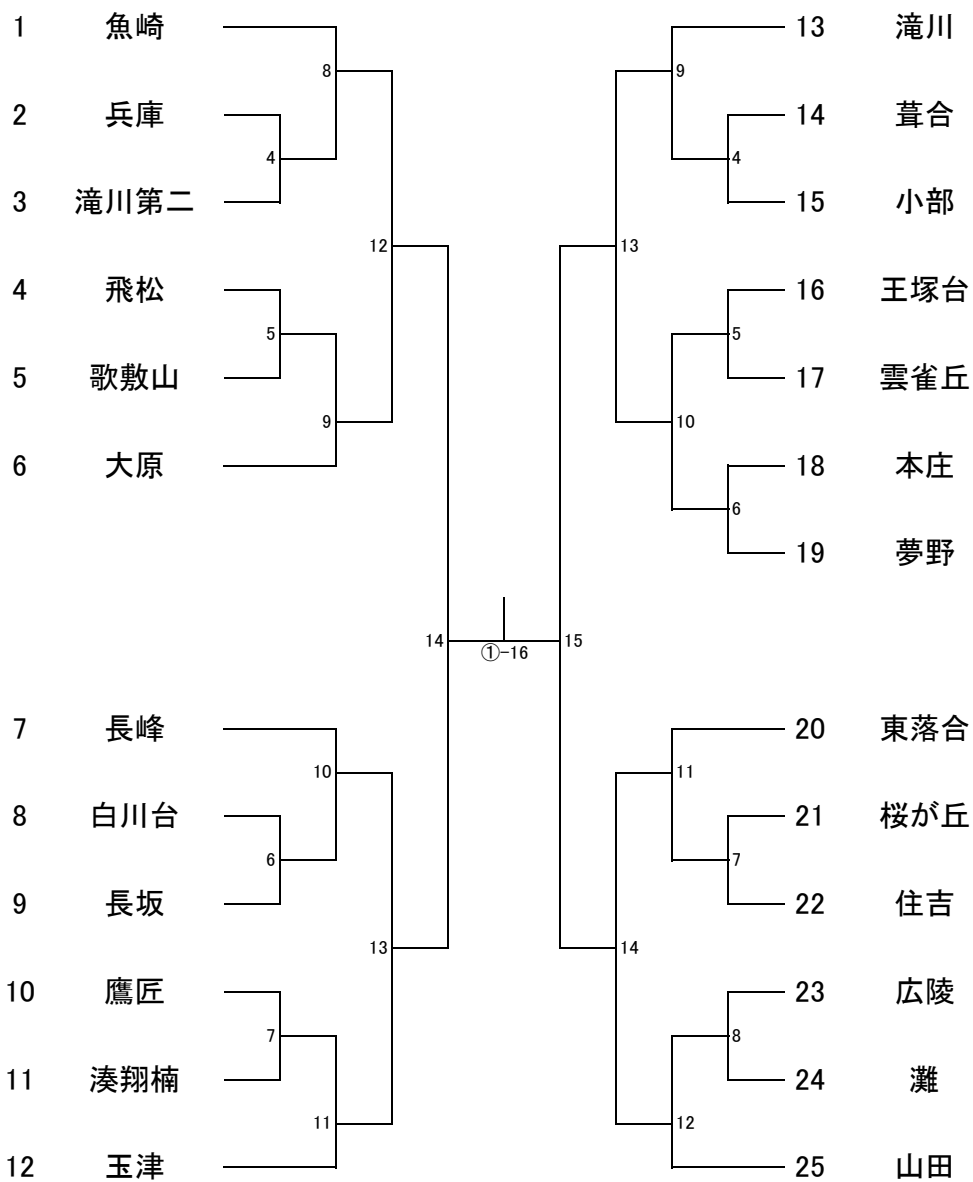 1 魚崎
2 兵庫
3 滝川第二
4 飛松
5 歌敷山
6 大原
7 長峰
8 白川台
9 長坂
10 鷹匠
11 湊翔楠
12 玉津
8
4
12
5
9
14
10
6
13
7
11
①-16
13 滝川
14 葺合
15 小部
16 王塚台
17 雲雀丘
18 本庄
19 夢野
20 東落合
21 桜が丘
22 住吉
23 広陵
24 灘
25 山田
9
4
13
5
10
6
15
11
7
14
8
12